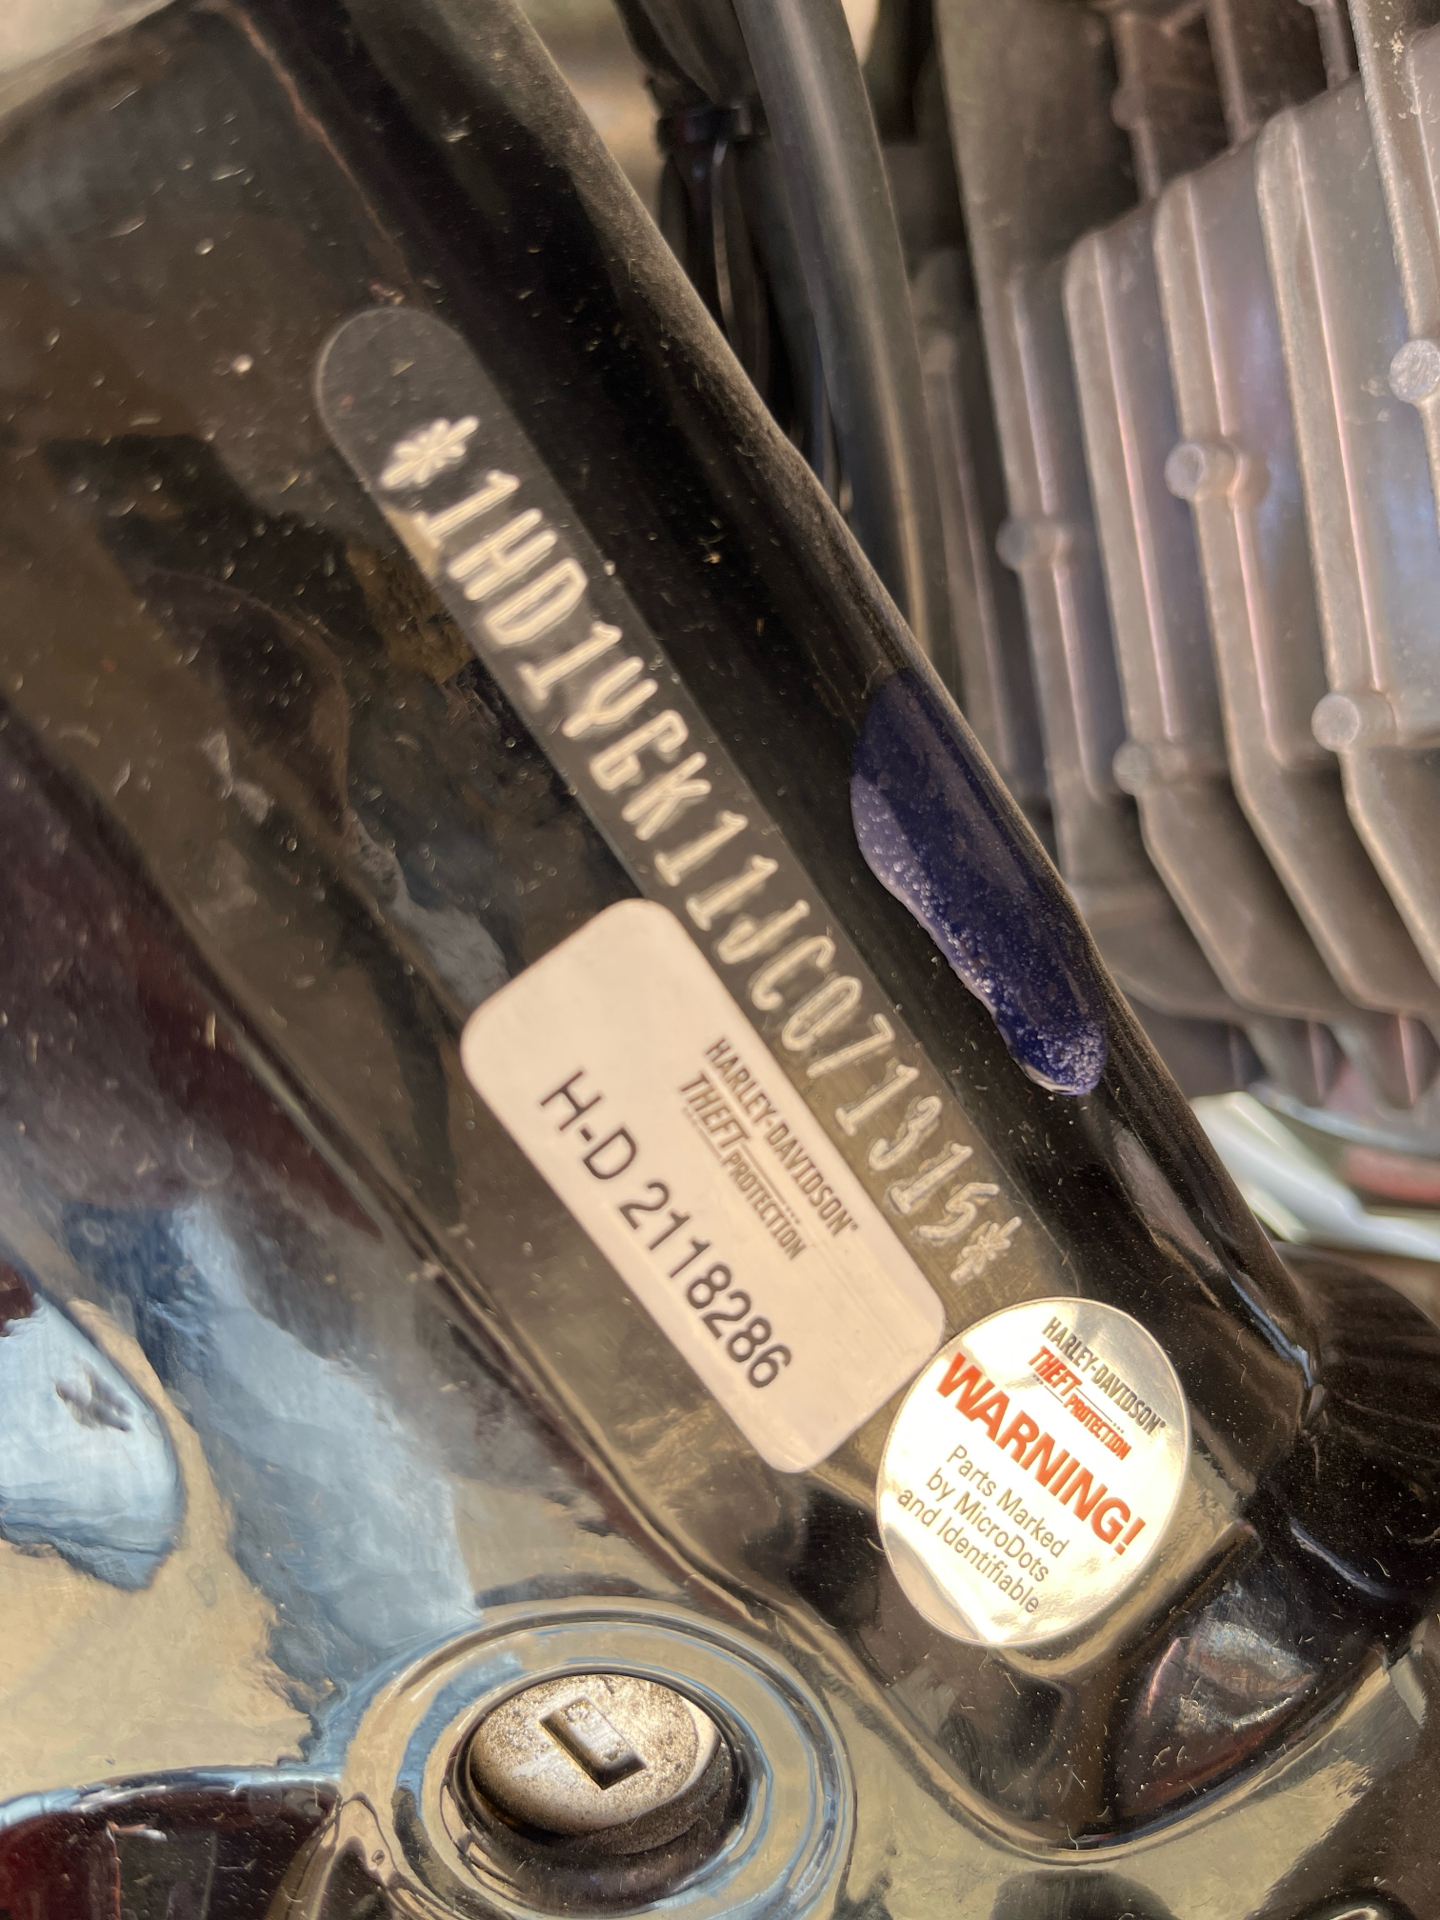 *1HD1YGK11JC071315*
HARLEY-DAVIDSON®
THEFT PROTECTION
H-D 2118286
HARLEY-DAVIDSON®
THEFT PROTECTION
WARNING!
Parts Marked
by MicroDots
and Identifiable